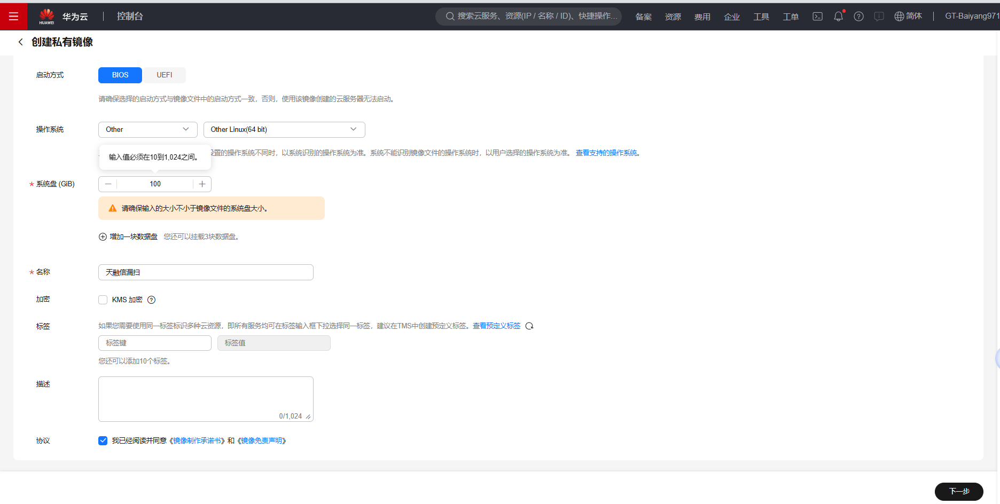 HUAWEI
华为云
控制台
搜索云服务、资源(IP / 名称 / ID)、快捷操作...
备案
资源
费用
企业
工具
工单
简体
GT-Baiyang971
创建私有镜像
启动方式
BIOS
UEFI
请确保选择的启动方式与镜像文件中的启动方式一致，否则，使用该镜像创建的云服务器无法启动。
操作系统
Other
Other Linux(64 bit)
输入值必须在10到1,024之间。
设置的操作系统不同时，以系统识别的操作系统为准。系统不能识别镜像文件的操作系统时，以用户选择的操作系统为准。 查看支持的操作系统。
* 系统盘 (GiB)
100
请确保输入的大小不小于镜像文件的系统盘大小。
增加一块数据盘 您还可以挂载3块数据盘。
* 名称
天融信漏扫
加密
KMS 加密
标签
如果您需要使用同一标签标识多种云资源，即所有服务均可在标签输入框下拉选择同一标签，建议在TMS中创建预定义标签。查看预定义标签
标签键
标签值
您还可以添加10个标签。
描述
0/1,024
协议
我已经阅读并同意《镜像制作承诺书》和《镜像免责声明》
下一步